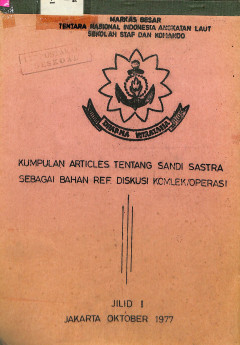 MARKAS BESAR
TENTARA NASIONAL INDONESIA ANGKATAN LAUT
SEKOLAH STAF DAN KOMANDO
DHARMA WIRATAMA
KUMPULAN ARTICLES TENTANG SANDI SASTRA
SEBAGAI BAHAN REF. DISKUSI KOMLEK/OPERASI
JILID I
JAKARTA OKTOBER 1977